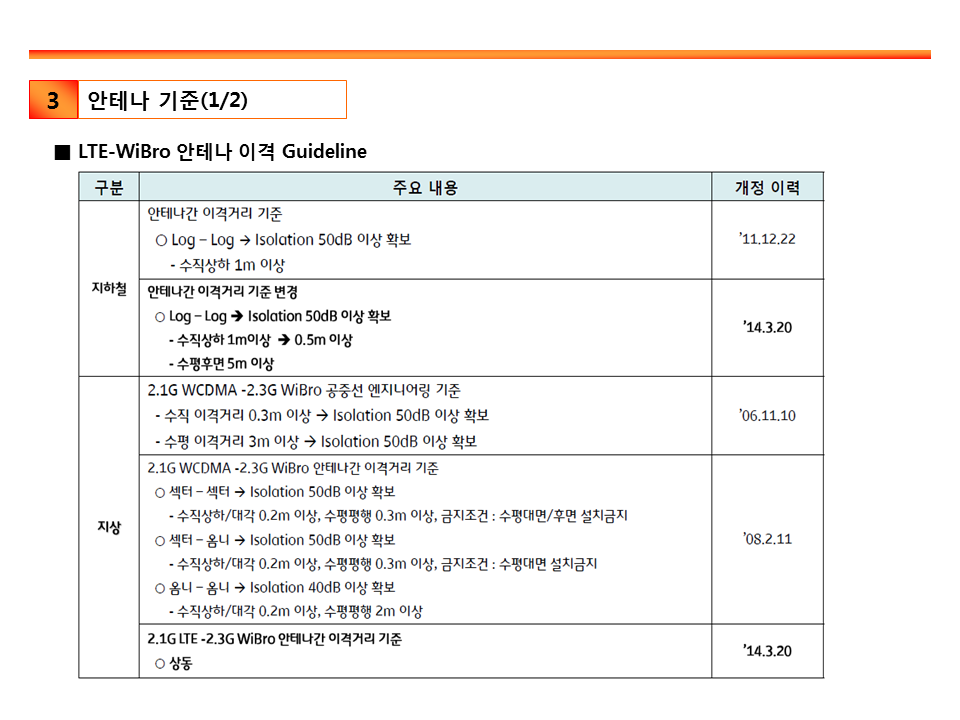 3 안테나 기준(1/2)
■ LTE-WiBro 안테나 이격 Guideline
구분 주요 내용 개정 이력
지하철
안테나간 이격거리 기준
○ Log – Log → Isolation 50dB 이상 확보
- 수직상하 1m 이상
'11.12.22
안테나간 이격거리 기준 변경
○ Log – Log ➔ Isolation 50dB 이상 확보
- 수직상하 1m이상 ➔ 0.5m 이상
- 수평후면 5m 이상
'14.3.20
지상
2.1G WCDMA -2.3G WiBro 공중선 엔지니어링 기준
- 수직 이격거리 0.3m 이상 → Isolation 50dB 이상 확보
- 수평 이격거리 3m 이상 → Isolation 50dB 이상 확보
'06.11.10
2.1G WCDMA -2.3G WiBro 안테나간 이격거리 기준
○ 섹터 – 섹터 → Isolation 50dB 이상 확보
- 수직상하/대각 0.2m 이상, 수평평행 0.3m 이상, 금지조건 : 수평대면/후면 설치금지
○ 섹터 – 옴니 → Isolation 50dB 이상 확보
- 수직상하/대각 0.2m 이상, 수평평행 0.3m 이상, 금지조건 : 수평대면 설치금지
○ 옴니 – 옴니 → Isolation 40dB 이상 확보
- 수직상하/대각 0.2m 이상, 수평평행 2m 이상
'08.2.11
2.1G LTE -2.3G WiBro 안테나간 이격거리 기준
○ 상동
'14.3.20